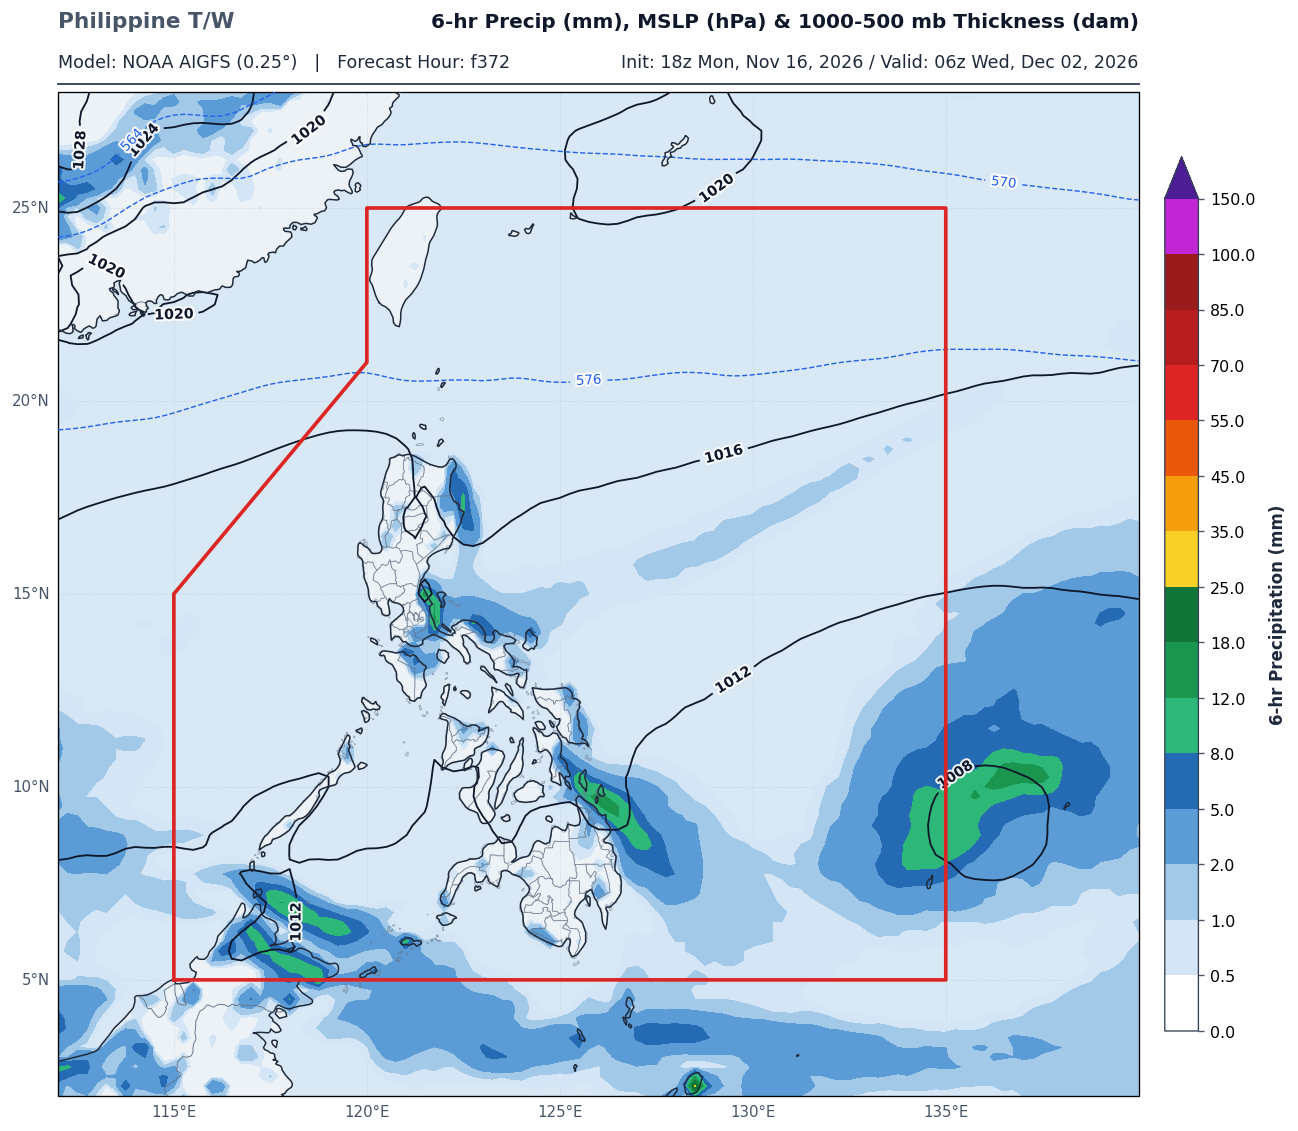 Philippine T/W
6-hr Precip (mm), MSLP (hPa) & 1000-500 mb Thickness (dam)
Model: NOAA AIGFS (0.25°) | Forecast Hour: f372
Init: 18z Mon, Nov 16, 2026 / Valid: 06z Wed, Dec 02, 2026
1028
564
1024
1020
1020
570
1020
1020
576
1016
1012
1008
1012
25°N
20°N
15°N
10°N
5°N
115°E
120°E
125°E
130°E
135°E
150.0
100.0
85.0
70.0
55.0
45.0
35.0
25.0
18.0
12.0
8.0
5.0
2.0
1.0
0.5
0.0
6-hr Precipitation (mm)